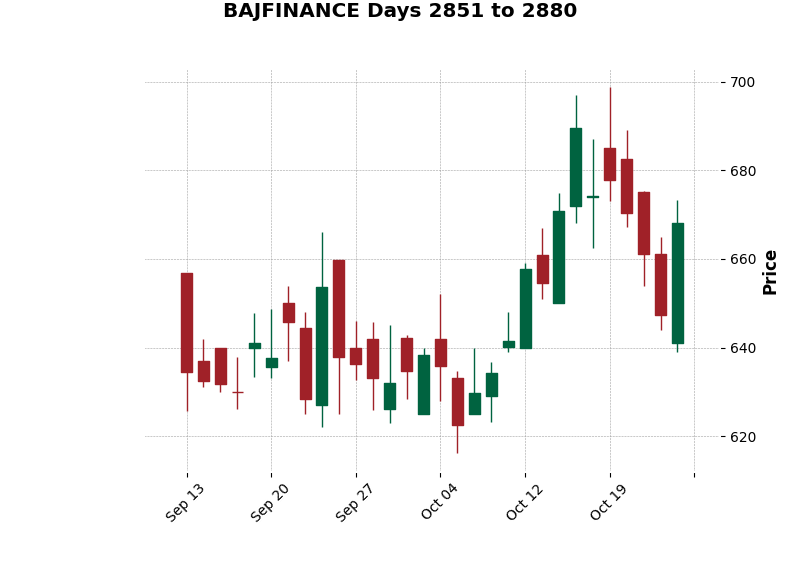 BAJFINANCE Days 2851 to 2880
700
680
660
640
620
Price
Sep 13
Sep 20
Sep 27
Oct 04
Oct 12
Oct 19